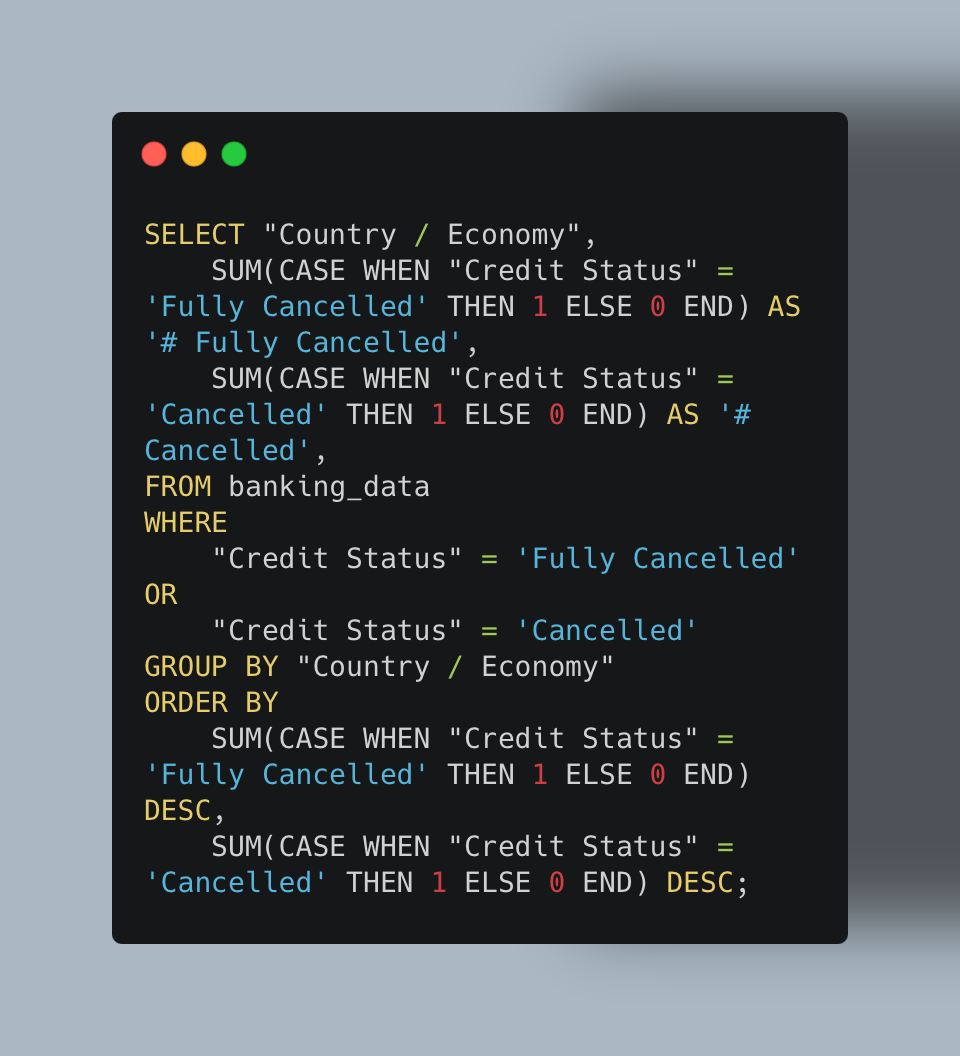 SELECT "Country / Economy",
    SUM(CASE WHEN "Credit Status" =
'Fully Cancelled' THEN 1 ELSE 0 END) AS
'# Fully Cancelled',
    SUM(CASE WHEN "Credit Status" =
'Cancelled' THEN 1 ELSE 0 END) AS '#
Cancelled',
FROM banking_data
WHERE
    "Credit Status" = 'Fully Cancelled'
OR
    "Credit Status" = 'Cancelled'
GROUP BY "Country / Economy"
ORDER BY
    SUM(CASE WHEN "Credit Status" =
'Fully Cancelled' THEN 1 ELSE 0 END)
DESC,
    SUM(CASE WHEN "Credit Status" =
'Cancelled' THEN 1 ELSE 0 END) DESC;